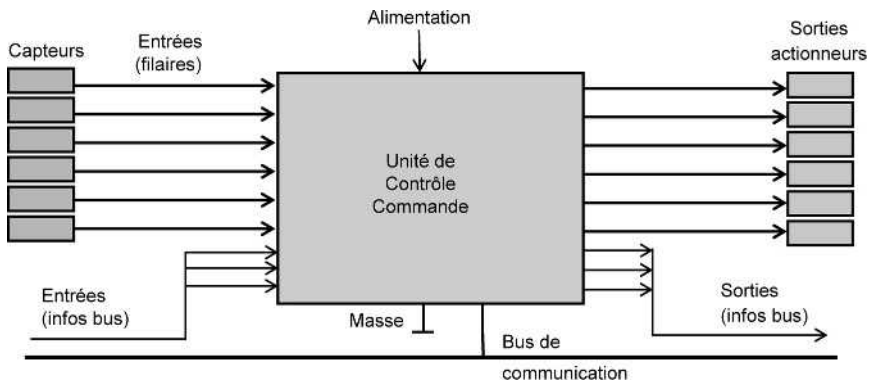 Alimentation
Capteurs
Entrées
(filaires)
Sorties
actionneurs
Unité de
Contrôle
Commande
Entrées
(infos bus)
Masse
Bus de
communication
Sorties
(infos bus)